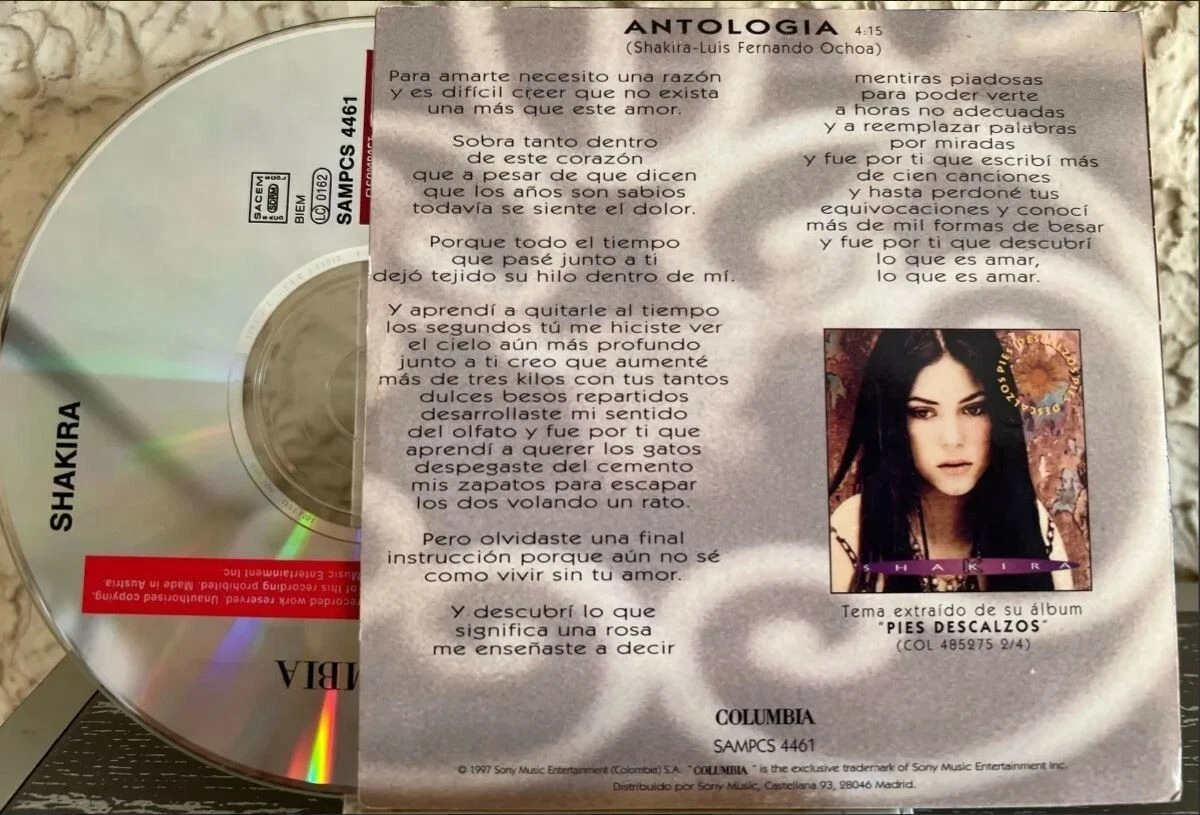 ANTOLOGIA 4:15
(Shakira-Luis Fernando Ochoa)
Para amarte necesito una razón
y es difícil creer que no exista
una más que este amor.
Sobra tanto dentro
de este corazón
que a pesar de que dicen
que los años son sabios
todavía se siente el dolor.
Porque todo el tiempo
que pasé junto a ti
dejó tejido su hilo dentro de mí.
Y aprendí a quitarle al tiempo
los segundos tú me hiciste ver
el cielo aún más profundo
junto a ti creo que aumenté
más de tres kilos con tus tantos
dulces besos repartidos
desarrollaste mi sentido
del olfato y fue por ti que
aprendí a querer los gatos
despegaste del cemento
mis zapatos para escapar
los dos volando un rato.
Pero olvidaste una final
instrucción porque aún no sé
como vivir sin tu amor.
Y descubrí lo que
significa una rosa
me enseñaste a decir
mentiras piadosas
para poder verte
a horas no adecuadas
y a reemplazar palabras
por miradas
y fue por ti que escribí más
de cien canciones
y hasta perdoné tus
equivocaciones y conocí
más de mil formas de besar
y fue por ti que descubrí
lo que es amar,
lo que es amar.
PIES DESCALZOS PIES DESCALZOS
SHAKIRA
Tema extraído de su álbum
"PIES DESCALZOS"
(COL 485275 2/4)
COLUMBIA
SAMPCS 4461
© 1997 Sony Music Entertainment (Colombia) S.A. "COLUMBIA" is the exclusive trademark of Sony Music Entertainment Inc.
Distribuido por Sony Music, Castellana 93, 28046 Madrid.
SHAKIRA
SACEM
SDRM
BIEM
LC 0162
SAMPCS 4461
COMPACT
recorded work reserved. Unauthorised copying,
of this recording prohibited. Made in Austria.
Music Entertainment Inc.
MBIA